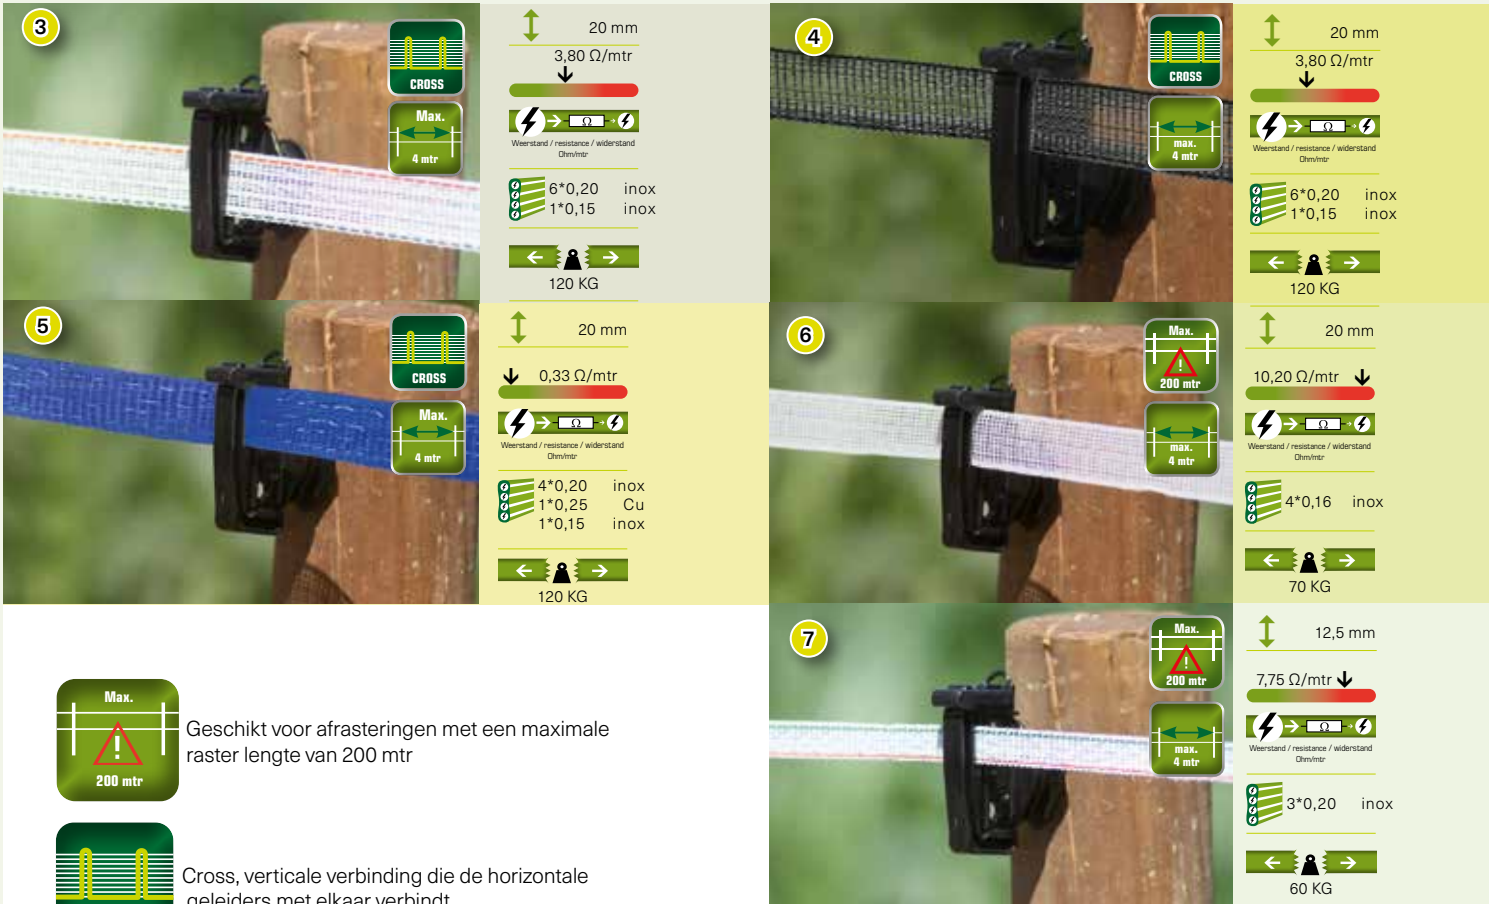 3
CROSS
Max.
4 mtr
20 mm
3,80 Ω/mtr
Ω
Weerstand / resistance / widerstand
Ohm/mtr
6*0,20 inox
1*0,15 inox
120 KG
4
CROSS
max.
4 mtr
20 mm
3,80 Ω/mtr
Ω
Weerstand / resistance / widerstand
Ohm/mtr
6*0,20 inox
1*0,15 inox
120 KG
5
CROSS
Max.
4 mtr
20 mm
0,33 Ω/mtr
Ω
Weerstand / resistance / widerstand
Ohm/mtr
4*0,20 inox
1*0,25 Cu
1*0,15 inox
120 KG
6
Max.
!
200 mtr
max.
4 mtr
20 mm
10,20 Ω/mtr
Ω
Weerstand / resistance / widerstand
Ohm/mtr
4*0,16 inox
70 KG
Max.
!
200 mtr
Geschikt voor afrasteringen met een maximale
raster lengte van 200 mtr
Cross, verticale verbinding die de horizontale
geleiders met elkaar verbindt
7
Max.
!
200 mtr
max.
4 mtr
12,5 mm
7,75 Ω/mtr
Ω
Weerstand / resistance / widerstand
Ohm/mtr
3*0,20 inox
60 KG